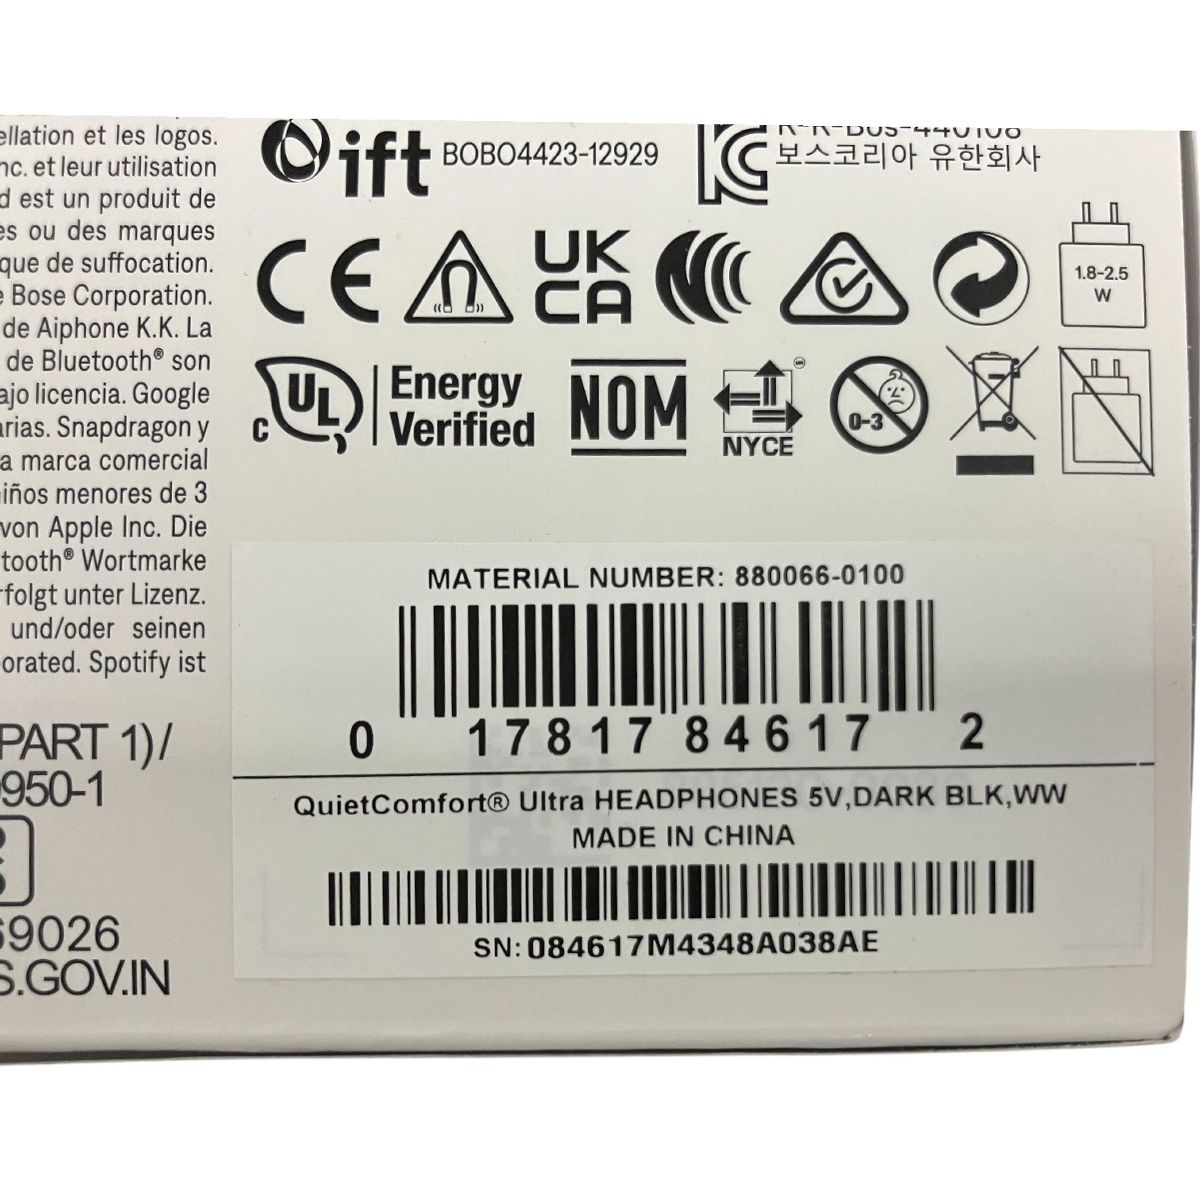 ellation et les logos.
nc. et leur utilisation
d est un produit de
es ou des marques
que de suffocation.
e Bose Corporation.
de Aiphone K.K. La
de Bluetooth® son
ajo licencia. Google
arias. Snapdragon y
a marca comercial
iños menores de 3
von Apple Inc. Die
tooth® Wortmarke
rfolgt unter Lizenz.
und/oder seinen
orated. Spotify ist
PART 1)/
9950-1
69026
S.GOV.IN
ift BOBO4423-12929
R-R-BOS-440108
보스코리아 유한회사
CE
UK
CA
1.8-2.5
W
c UL Energy
Verified
NOM
NYCE
0-3
MATERIAL NUMBER: 880066-0100
0 17817 84617 2
QuietComfort® Ultra HEADPHONES 5V,DARK BLK,WW
MADE IN CHINA
SN:084617M4348A038AE